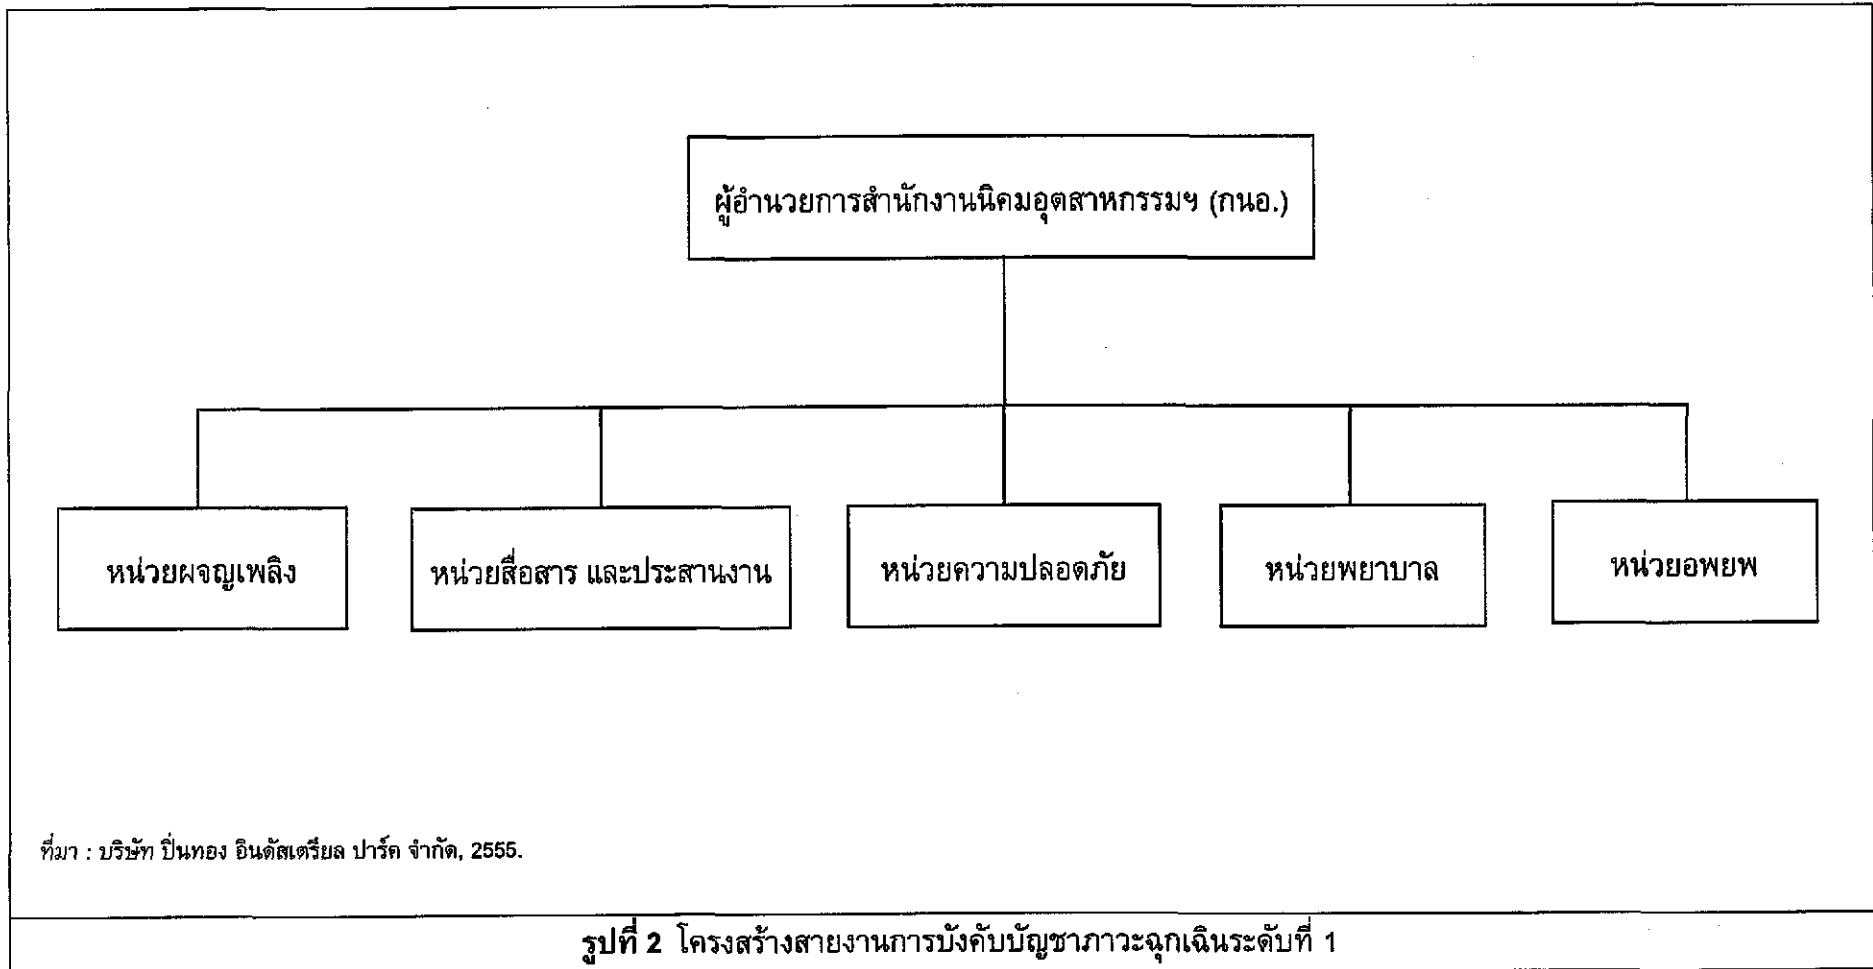 ผู้อำนวยการสำนักงานนิคมอุตสาหกรรมฯ (กนอ.)
หน่วยผจญเพลิง
หน่วยสื่อสาร และประสานงาน
หน่วยความปลอดภัย
หน่วยพยาบาล
หน่วยอพยพ
ที่มา : บริษัท ปิ่นทอง อินดัสเตรียล ปาร์ค จำกัด, 2555.
รูปที่ 2 โครงสร้างสายงานการบังคับบัญชาภาวะฉุกเฉินระดับที่ 1